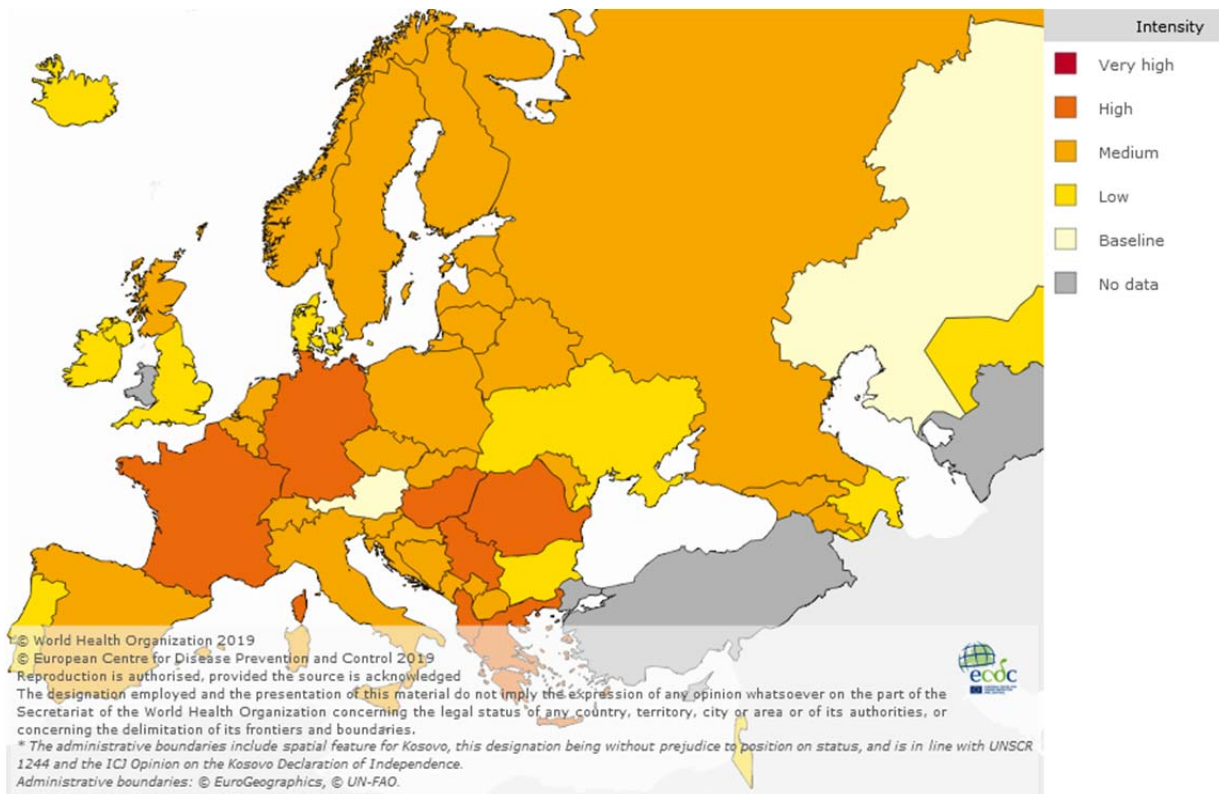 Intensity
Very high
High
Medium
Low
Baseline
No data
© World Health Organization 2019
© European Centre for Disease Prevention and Control 2019
Reproduction is authorised, provided the source is acknowledged
The designation employed and the presentation of this material do not imply the expression of any opinion whatsoever on the part of the
Secretariat of the World Health Organization concerning the legal status of any country, territory, city or area or of its authorities, or
concerning the delimitation of its frontiers and boundaries.
* The administrative boundaries include spatial feature for Kosovo, this designation being without prejudice to position on status, and is in line with UNSCR
1244 and the ICJ Opinion on the Kosovo Declaration of Independence.
Administrative boundaries: © EuroGeographics, © UN-FAO.
ecdc